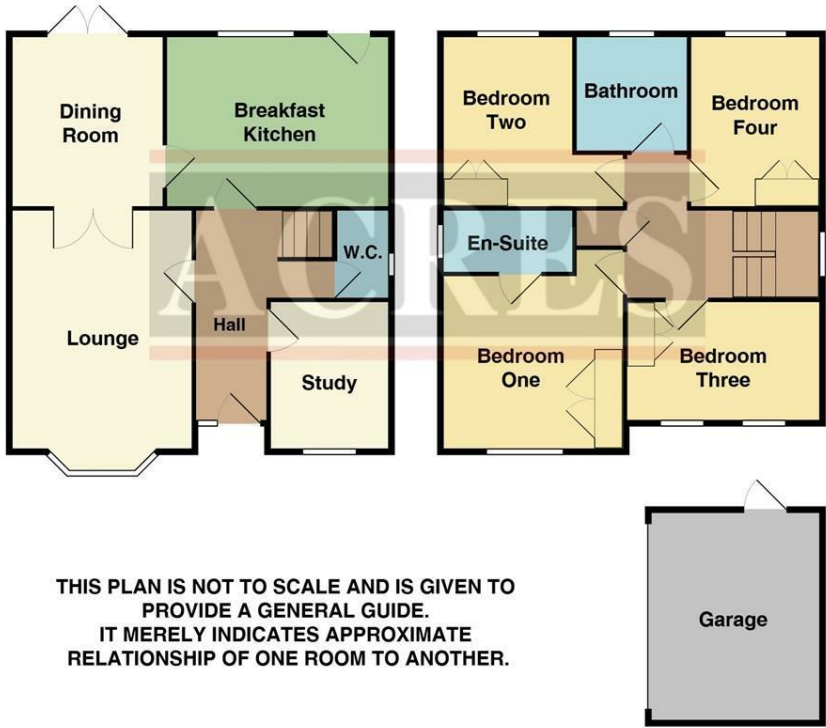 Dining
Room
Breakfast
Kitchen
Lounge
Hall
W.C.
Study
Bedroom
Two
Bathroom
Bedroom
Four
En-Suite
Bedroom
One
Bedroom
Three
ACRES
Garage
THIS PLAN IS NOT TO SCALE AND IS GIVEN TO
PROVIDE A GENERAL GUIDE.
IT MERELY INDICATES APPROXIMATE
RELATIONSHIP OF ONE ROOM TO ANOTHER.